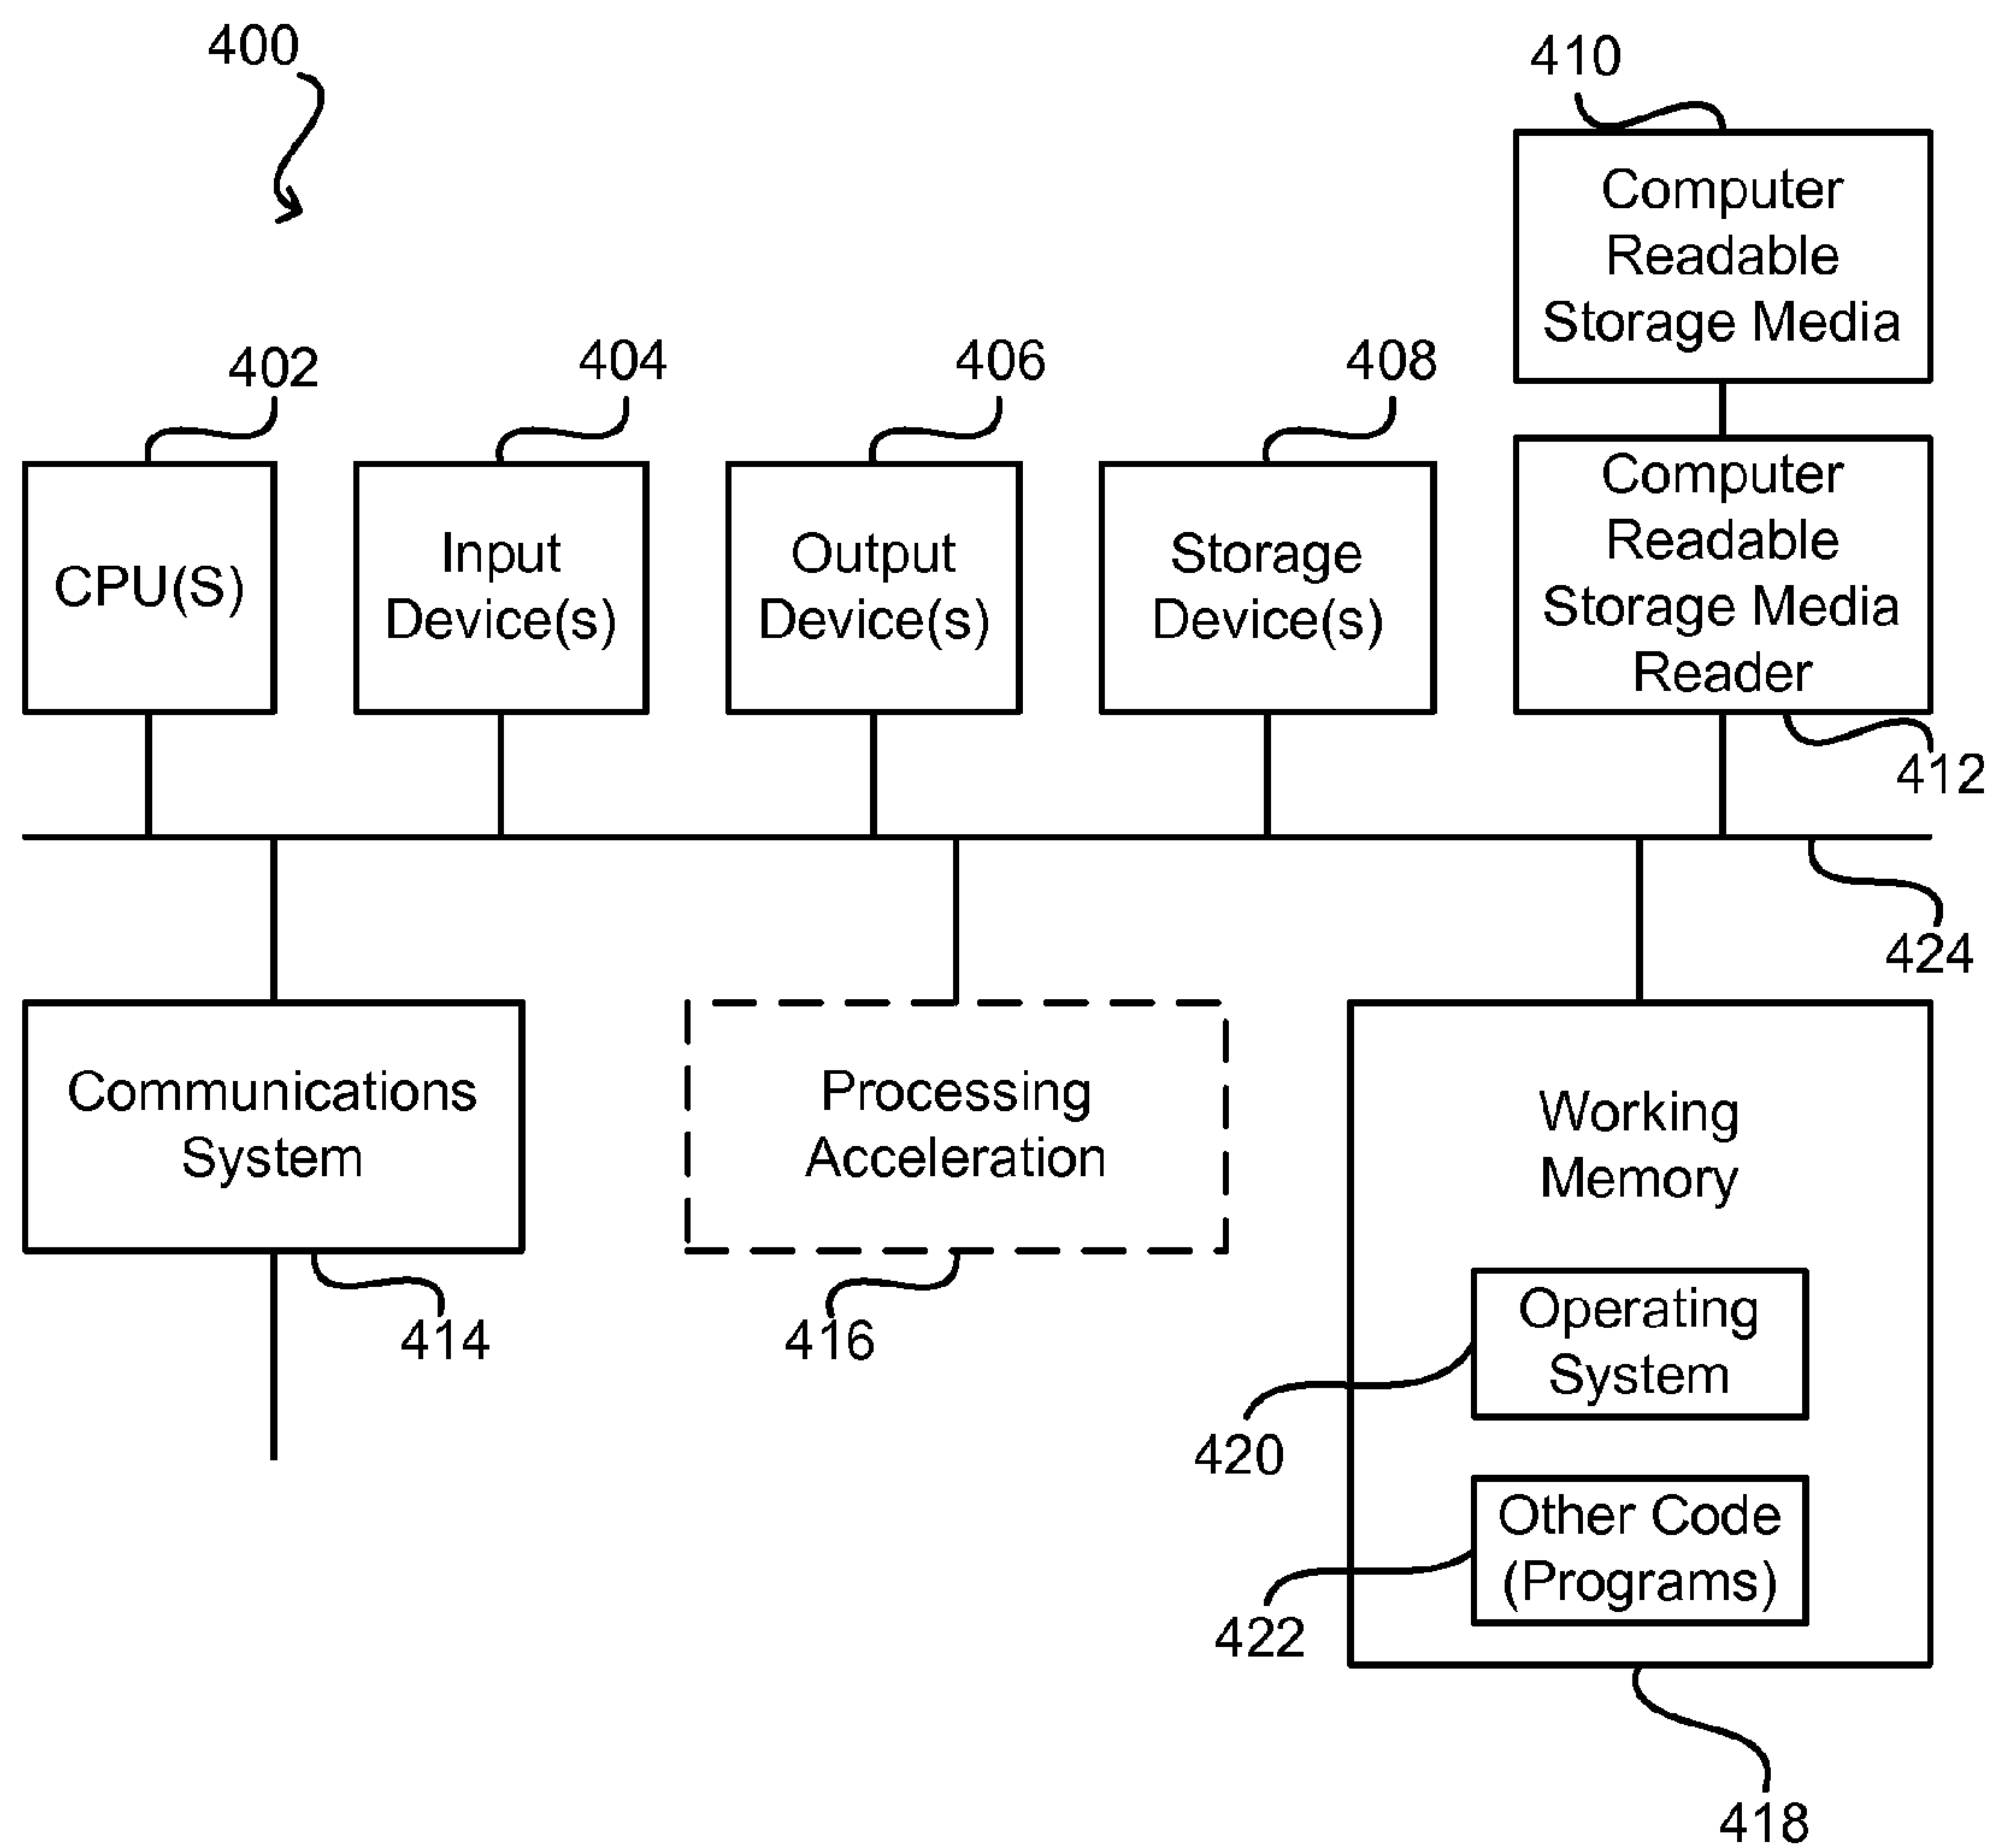 400
410
Computer
Readable
Storage Media
402
404
406
408
CPU(S)
Input
Device(s)
Output
Device(s)
Storage
Device(s)
Computer
Readable
Storage Media
Reader
412
424
Communications
System
414
Processing
Acceleration
416
Working
Memory
Operating
System
420
Other Code
(Programs)
422
418